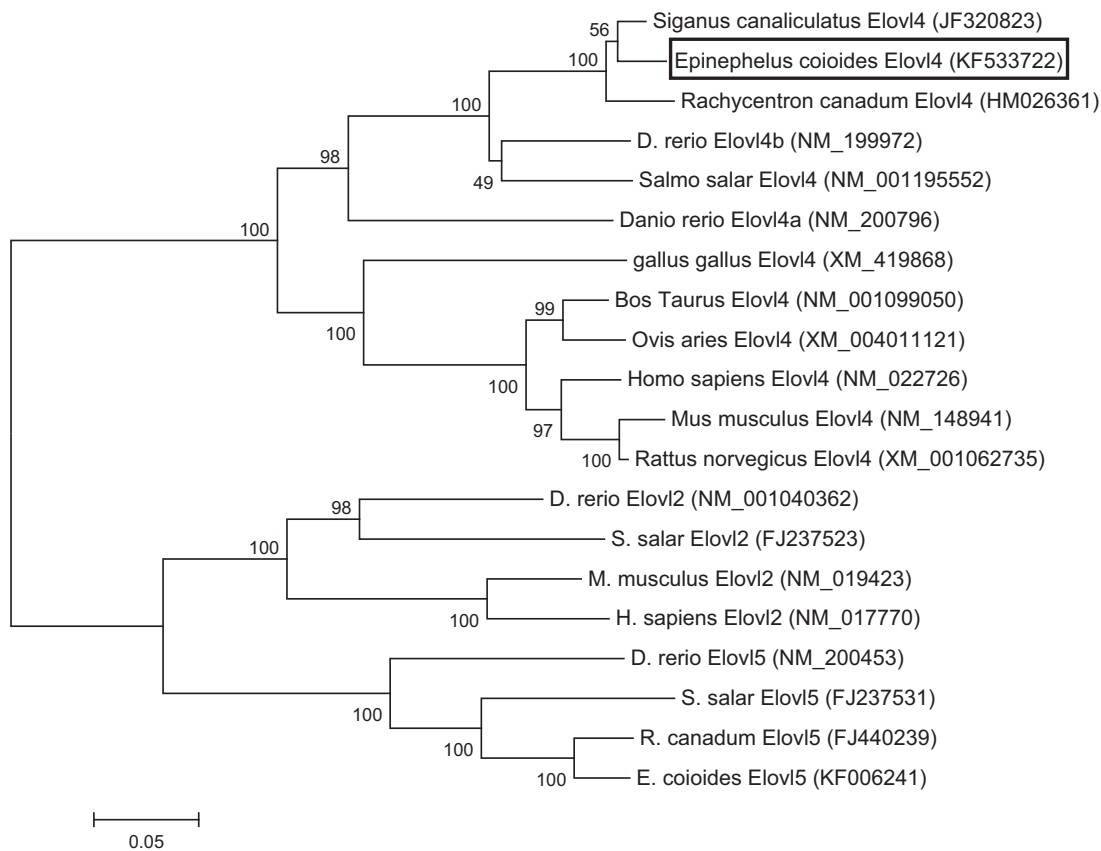 Siganus canaliculatus Elovl4 (JF320823)
56
Epinephelus coioides Elovl4 (KF533722)
100
Rachycentron canadum Elovl4 (HM026361)
100
D. rerio Elovl4b (NM_199972)
98
49
Salmo salar Elovl4 (NM_001195552)
Danio rerio Elovl4a (NM_200796)
100
gallus gallus Elovl4 (XM_419868)
Bos Taurus Elovl4 (NM_001099050)
99
100
Ovis aries Elovl4 (XM_004011121)
Homo sapiens Elovl4 (NM_022726)
100
Mus musculus Elovl4 (NM_148941)
97
100
Rattus norvegicus Elovl4 (XM_001062735)
D. rerio Elovl2 (NM_001040362)
98
S. salar Elovl2 (FJ237523)
100
M. musculus Elovl2 (NM_019423)
100
H. sapiens Elovl2 (NM_017770)
D. rerio Elovl5 (NM_200453)
S. salar Elovl5 (FJ237531)
100
R. canadum Elovl5 (FJ440239)
100
100
E. coioides Elovl5 (KF006241)
0.05